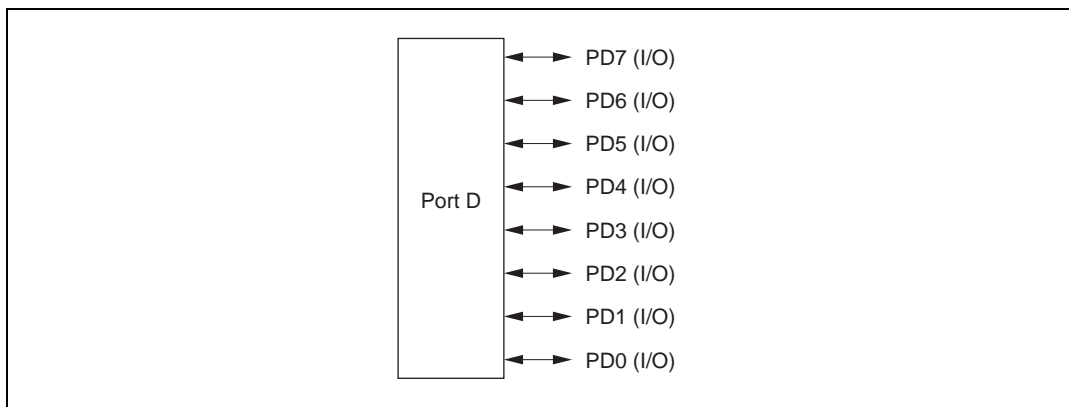 PD7 (I/O)
PD6 (I/O)
PD5 (I/O)
PD4 (I/O)
Port D
PD3 (I/O)
PD2 (I/O)
PD1 (I/O)
PD0 (I/O)